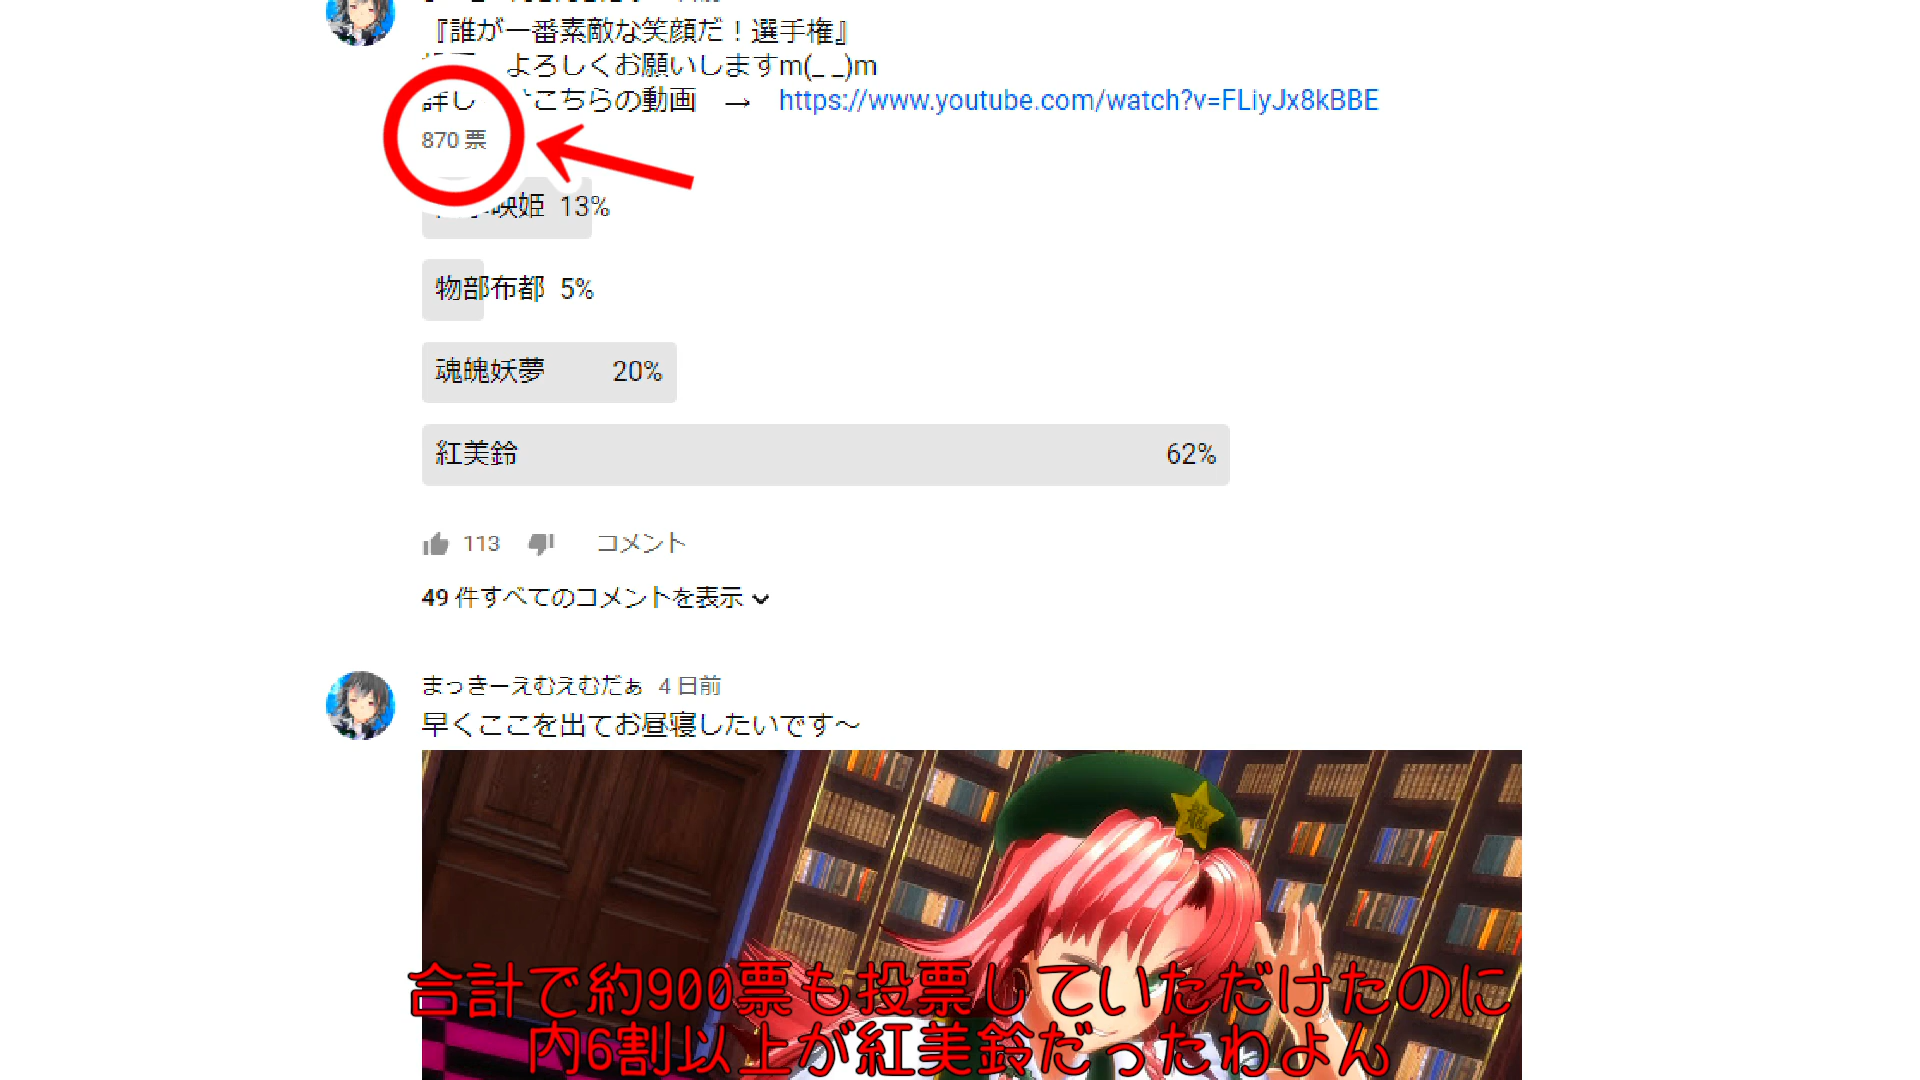 『誰が一番素敵な笑顔だ！選手権』
よろしくお願いしますm(_ _)m
詳し こちらの動画 → https://www.youtube.com/watch?v=FLiyJx8kBBE
870 票
映姫 13%
物部布都 5%
魂魄妖夢 20%
紅美鈴 62%
113 コメント
49 件すべてのコメントを表示
まっきーえむえむだぁ 4 日前
早くここを出てお昼寝したいです～
龍
合計で約900票も投票していただけたのに
内6割以上が紅美鈴だったわよん